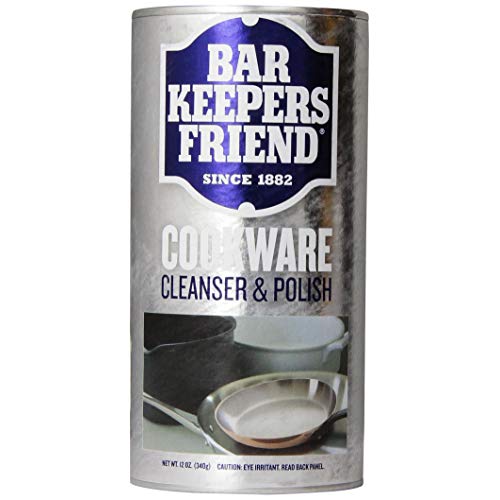 BAR
KEEPERS
FRIEND®
SINCE 1882
COOKWARE
CLEANSER & POLISH
NET WT. 12 OZ. (340g) CAUTION: EYE IRRITANT. READ BACK PANEL.